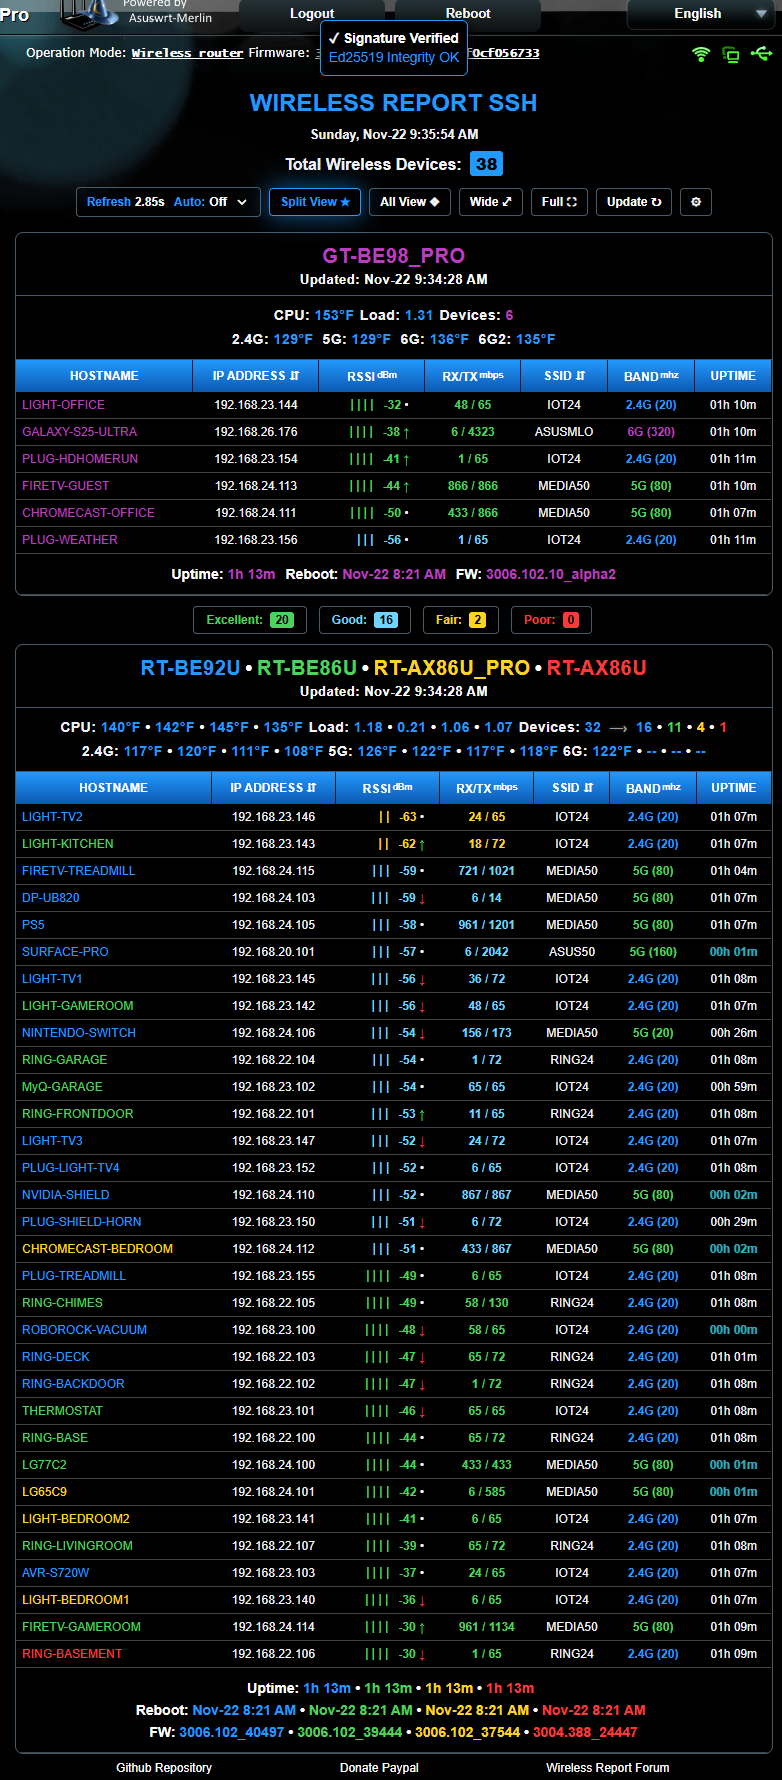 Pro
Powered by
Asuswrt-Merlin
Logout
Reboot
English
✓ Signature Verified
Ed25519 Integrity OK
Operation Mode: Wireless router Firmware:
f0cf056733
WIRELESS REPORT SSH
Sunday, Nov-22 9:35:54 AM
Total Wireless Devices: 38
Refresh 2.85s Auto: Off
Split View ★
All View ◆
Wide ⤢
Full ⛶
Update ↻
⚙
GT-BE98_PRO
Updated: Nov-22 9:34:28 AM
CPU: 153°F Load: 1.31 Devices: 6
2.4G: 129°F 5G: 129°F 6G: 136°F 6G2: 135°F
HOSTNAME IP ADDRESS ⇵ RSSI dBm RX/TX mbps SSID ⇵ BAND mhz UPTIME
LIGHT-OFFICE 192.168.23.144 |||| -32 • 48 / 65 IOT24 2.4G (20) 01h 10m
GALAXY-S25-ULTRA 192.168.26.176 |||| -38 ↑ 6 / 4323 ASUSMLO 6G (320) 01h 10m
PLUG-HDHOMERUN 192.168.23.154 |||| -41 ↑ 1 / 65 IOT24 2.4G (20) 01h 11m
FIRETV-GUEST 192.168.24.113 |||| -44 ↑ 866 / 866 MEDIA50 5G (80) 01h 10m
CHROMECAST-OFFICE 192.168.24.111 |||| -50 • 433 / 866 MEDIA50 5G (80) 01h 07m
PLUG-WEATHER 192.168.23.156 ||| -56 • 1 / 65 IOT24 2.4G (20) 01h 11m
Uptime: 1h 13m Reboot: Nov-22 8:21 AM FW: 3006.102.10_alpha2
Excellent: 20 Good: 16 Fair: 2 Poor: 0
RT-BE92U • RT-BE86U • RT-AX86U_PRO • RT-AX86U
Updated: Nov-22 9:34:28 AM
CPU: 140°F • 142°F • 145°F • 135°F Load: 1.18 • 0.21 • 1.06 • 1.07 Devices: 32 → 16 • 11 • 4 • 1
2.4G: 117°F • 120°F • 111°F • 108°F 5G: 126°F • 122°F • 117°F • 118°F 6G: 122°F • -- • -- • --
HOSTNAME IP ADDRESS ⇵ RSSI dBm RX/TX mbps SSID ⇵ BAND mhz UPTIME
LIGHT-TV2 192.168.23.146 || -63 • 24 / 65 IOT24 2.4G (20) 01h 07m
LIGHT-KITCHEN 192.168.23.143 || -62 ↑ 18 / 72 IOT24 2.4G (20) 01h 07m
FIRETV-TREADMILL 192.168.24.115 ||| -59 • 721 / 1021 MEDIA50 5G (80) 01h 04m
DP-UB820 192.168.24.103 ||| -59 ↓ 6 / 14 MEDIA50 5G (80) 01h 07m
PS5 192.168.24.105 ||| -58 • 961 / 1201 MEDIA50 5G (80) 01h 07m
SURFACE-PRO 192.168.20.101 ||| -57 • 6 / 2042 ASUS50 5G (160) 00h 01m
LIGHT-TV1 192.168.23.145 ||| -56 ↓ 36 / 72 IOT24 2.4G (20) 01h 08m
LIGHT-GAMEROOM 192.168.23.142 ||| -56 ↓ 48 / 65 IOT24 2.4G (20) 01h 07m
NINTENDO-SWITCH 192.168.24.106 ||| -54 ↓ 156 / 173 MEDIA50 5G (20) 00h 26m
RING-GARAGE 192.168.22.104 ||| -54 • 1 / 72 RING24 2.4G (20) 01h 08m
MyQ-GARAGE 192.168.23.102 ||| -54 • 65 / 65 IOT24 2.4G (20) 00h 59m
RING-FRONTDOOR 192.168.22.101 ||| -53 ↑ 11 / 65 RING24 2.4G (20) 01h 08m
LIGHT-TV3 192.168.23.147 ||| -52 ↓ 24 / 72 IOT24 2.4G (20) 01h 07m
PLUG-LIGHT-TV4 192.168.23.152 ||| -52 • 6 / 65 IOT24 2.4G (20) 01h 08m
NVIDIA-SHIELD 192.168.24.110 ||| -52 • 867 / 867 MEDIA50 5G (80) 00h 02m
PLUG-SHIELD-HORN 192.168.23.150 ||| -51 ↓ 6 / 72 IOT24 2.4G (20) 00h 29m
CHROMECAST-BEDROOM 192.168.24.112 ||| -51 • 433 / 867 MEDIA50 5G (80) 00h 02m
PLUG-TREADMILL 192.168.23.155 |||| -49 • 6 / 65 IOT24 2.4G (20) 01h 08m
RING-CHIMES 192.168.22.105 |||| -49 • 58 / 130 RING24 2.4G (20) 01h 08m
ROBOROCK-VACUUM 192.168.23.100 |||| -48 ↓ 58 / 65 IOT24 2.4G (20) 00h 00m
RING-DECK 192.168.22.103 |||| -47 ↓ 65 / 72 RING24 2.4G (20) 01h 01m
RING-BACKDOOR 192.168.22.102 |||| -47 ↓ 1 / 72 RING24 2.4G (20) 01h 08m
THERMOSTAT 192.168.23.101 |||| -46 ↓ 65 / 65 IOT24 2.4G (20) 01h 08m
RING-BASE 192.168.22.100 |||| -44 • 65 / 72 RING24 2.4G (20) 01h 08m
LG77C2 192.168.24.100 |||| -44 • 433 / 433 MEDIA50 5G (80) 00h 01m
LG65C9 192.168.24.101 |||| -42 • 6 / 585 MEDIA50 5G (80) 00h 01m
LIGHT-BEDROOM2 192.168.23.141 |||| -41 • 6 / 65 IOT24 2.4G (20) 01h 07m
RING-LIVINGROOM 192.168.22.107 |||| -39 • 65 / 72 RING24 2.4G (20) 01h 08m
AVR-S720W 192.168.23.103 |||| -37 • 24 / 65 IOT24 2.4G (20) 01h 07m
LIGHT-BEDROOM1 192.168.23.140 |||| -36 ↓ 6 / 65 IOT24 2.4G (20) 01h 07m
FIRETV-GAMEROOM 192.168.24.114 |||| -30 ↑ 961 / 1134 MEDIA50 5G (80) 01h 09m
RING-BASEMENT 192.168.22.106 |||| -30 ↓ 1 / 65 RING24 2.4G (20) 01h 09m
Uptime: 1h 13m • 1h 13m • 1h 13m • 1h 13m
Reboot: Nov-22 8:21 AM • Nov-22 8:21 AM • Nov-22 8:21 AM • Nov-22 8:21 AM
FW: 3006.102_40497 • 3006.102_39444 • 3006.102_37544 • 3004.388_24447
Github Repository
Donate Paypal
Wireless Report Forum